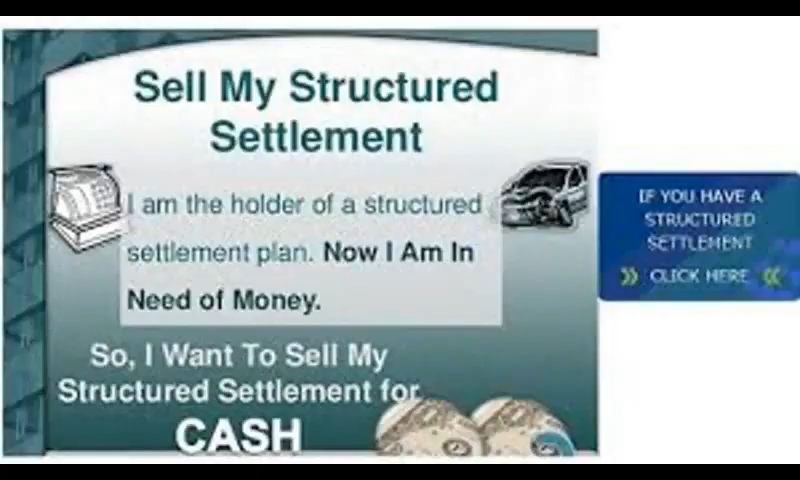 Sell My Structured
Settlement
I am the holder of a structured
settlement plan. Now I Am In
Need of Money.
So, I Want To Sell My
Structured Settlement for
CASH
IF YOU HAVE A
STRUCTURED
SETTLEMENT
» CLICK HERE «